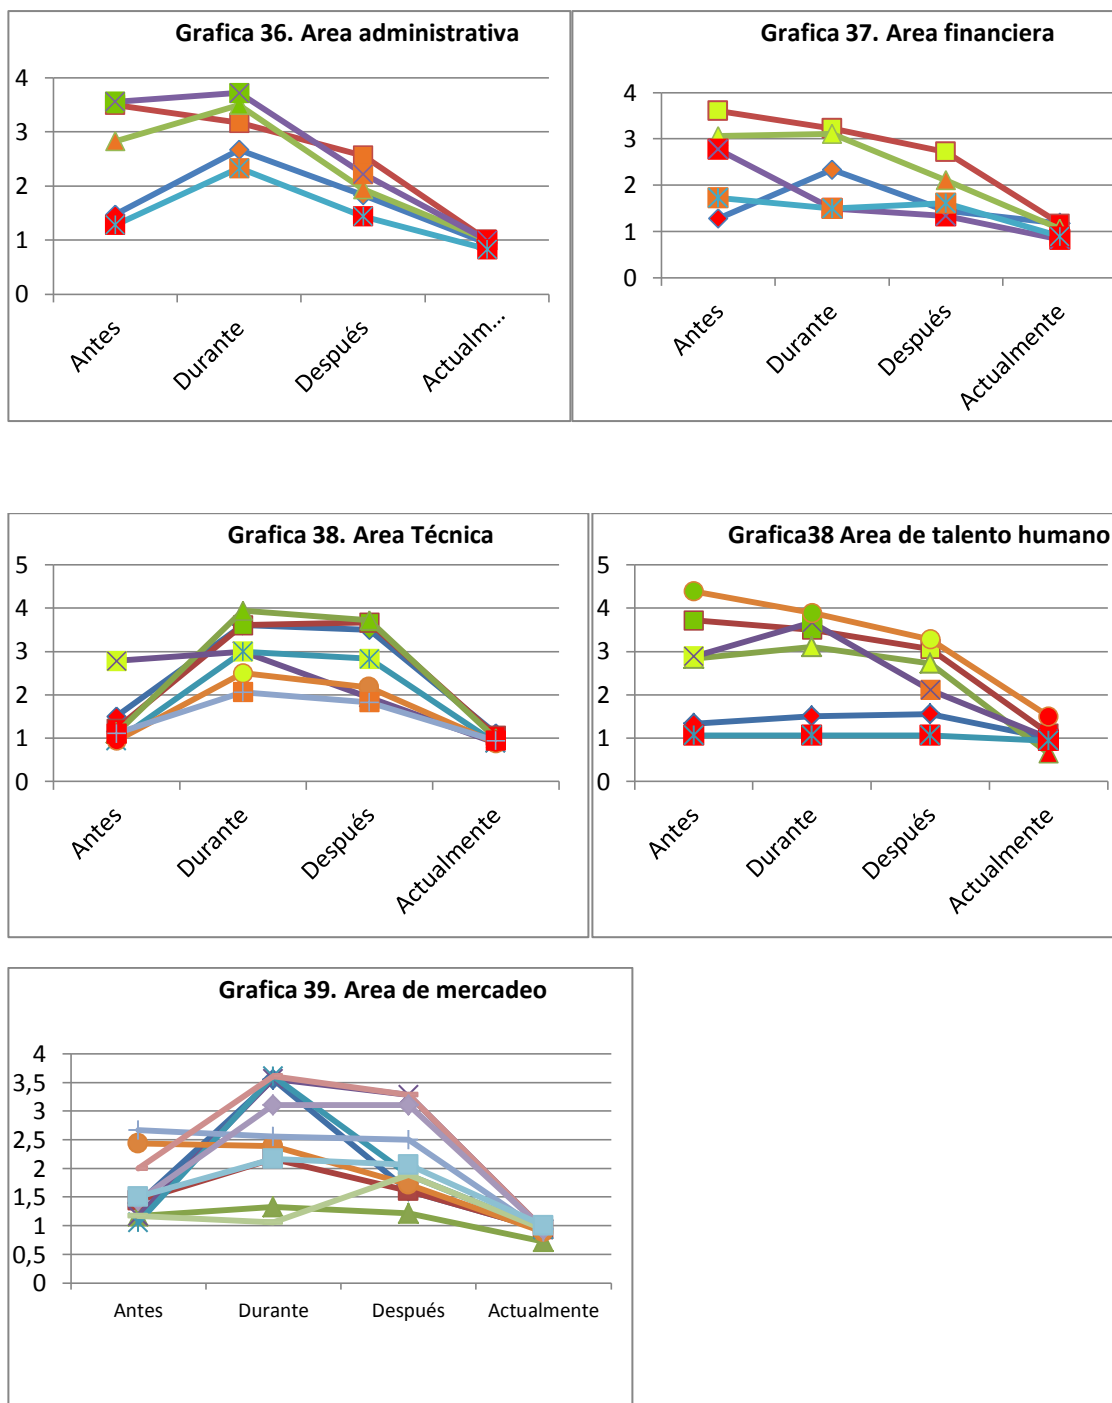 Grafica 36. Area administrativa
4
3
2
1
0
Antes
Durante
Después
Actualm...
Grafica 37. Area financiera
4
3
2
1
0
Antes
Durante
Después
Actualmente
Grafica 38. Area Técnica
5
4
3
2
1
0
Antes
Durante
Después
Actualmente
Grafica38 Area de talento humano
5
4
3
2
1
0
Antes
Durante
Después
Actualmente
Grafica 39. Area de mercadeo
4
3,5
3
2,5
2
1,5
1
0,5
0
Antes
Durante
Después
Actualmente